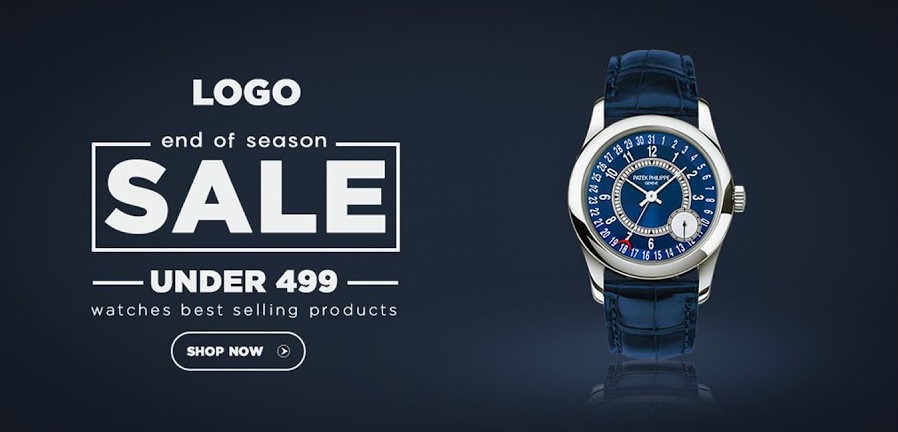 LOGO
end of season
SALE
UNDER 499
watches best selling products
SHOP NOW
PATEK PHILIPPE
GENEVE